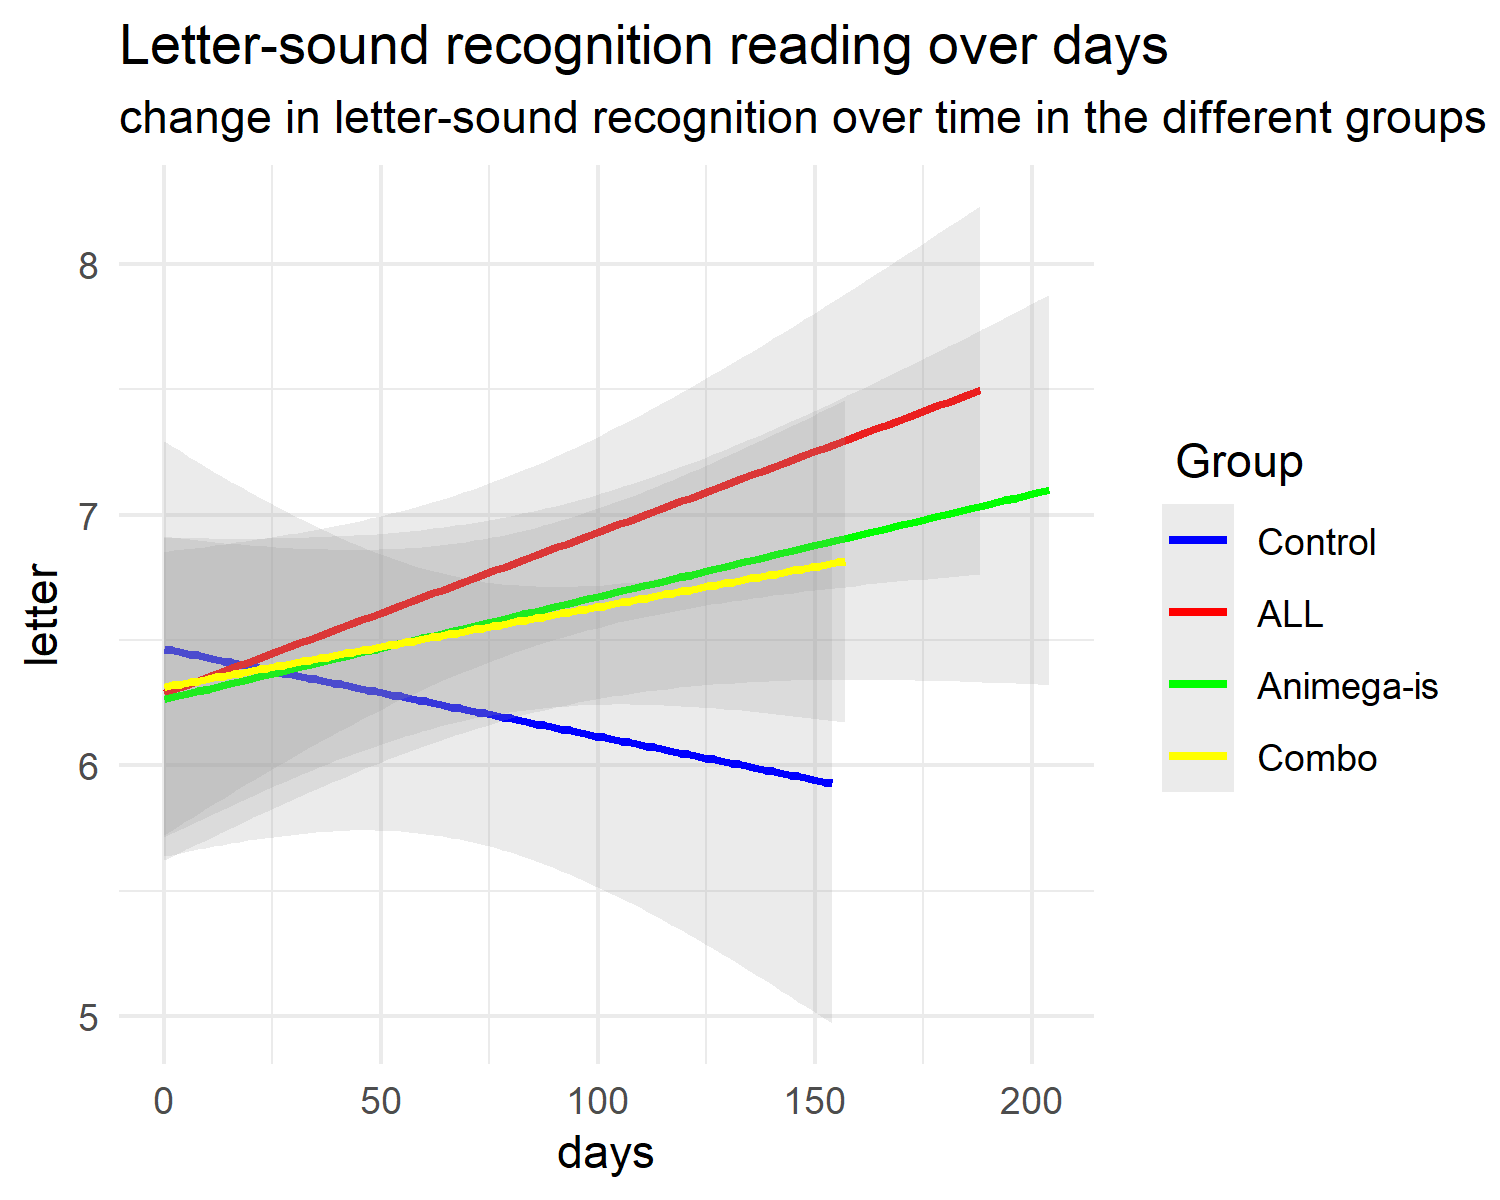 Letter-sound recognition reading over days
change in letter-sound recognition over time in the different groups
letter
8
7
6
5
0 50 100 150 200
days
Group
Control
ALL
Animega-is
Combo